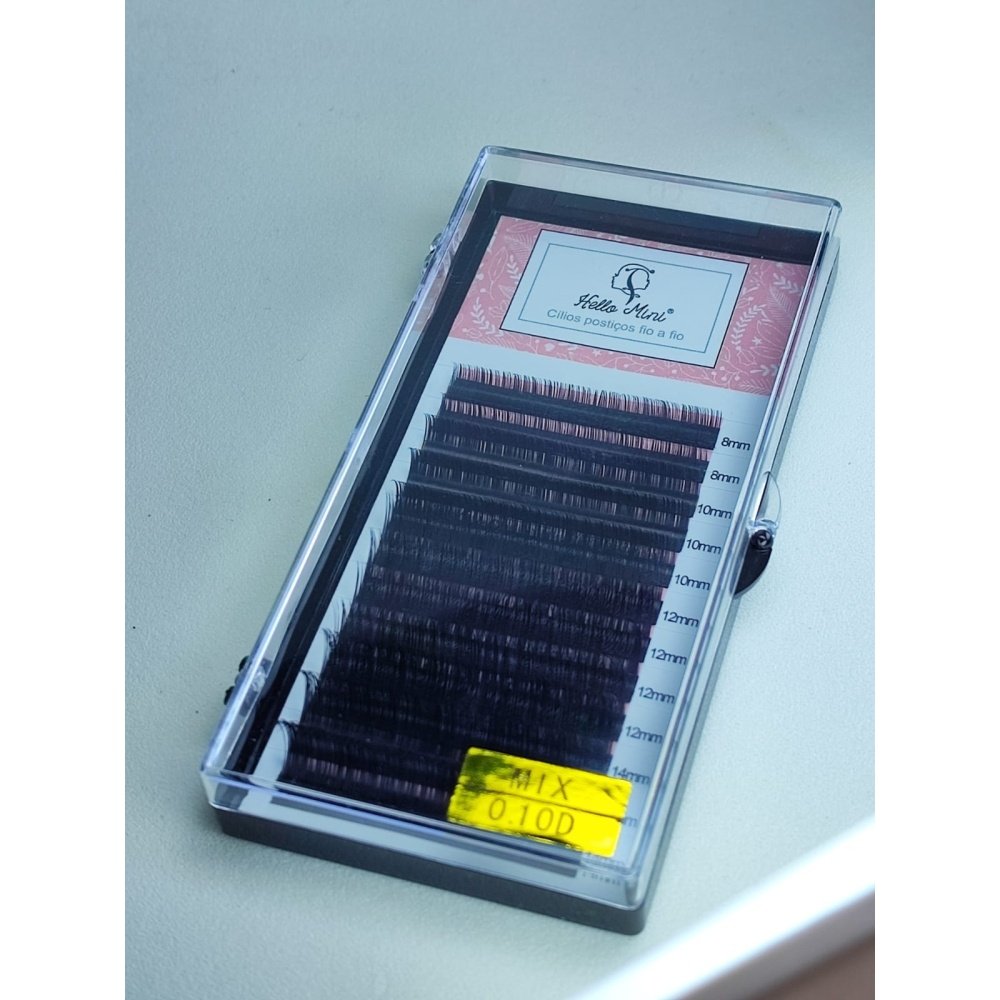 Hello Mini®
Cílios postiços fio a fio
8mm
8mm
10mm
10mm
10mm
12mm
12mm
12mm
12mm
14mm
MIX
0.10D